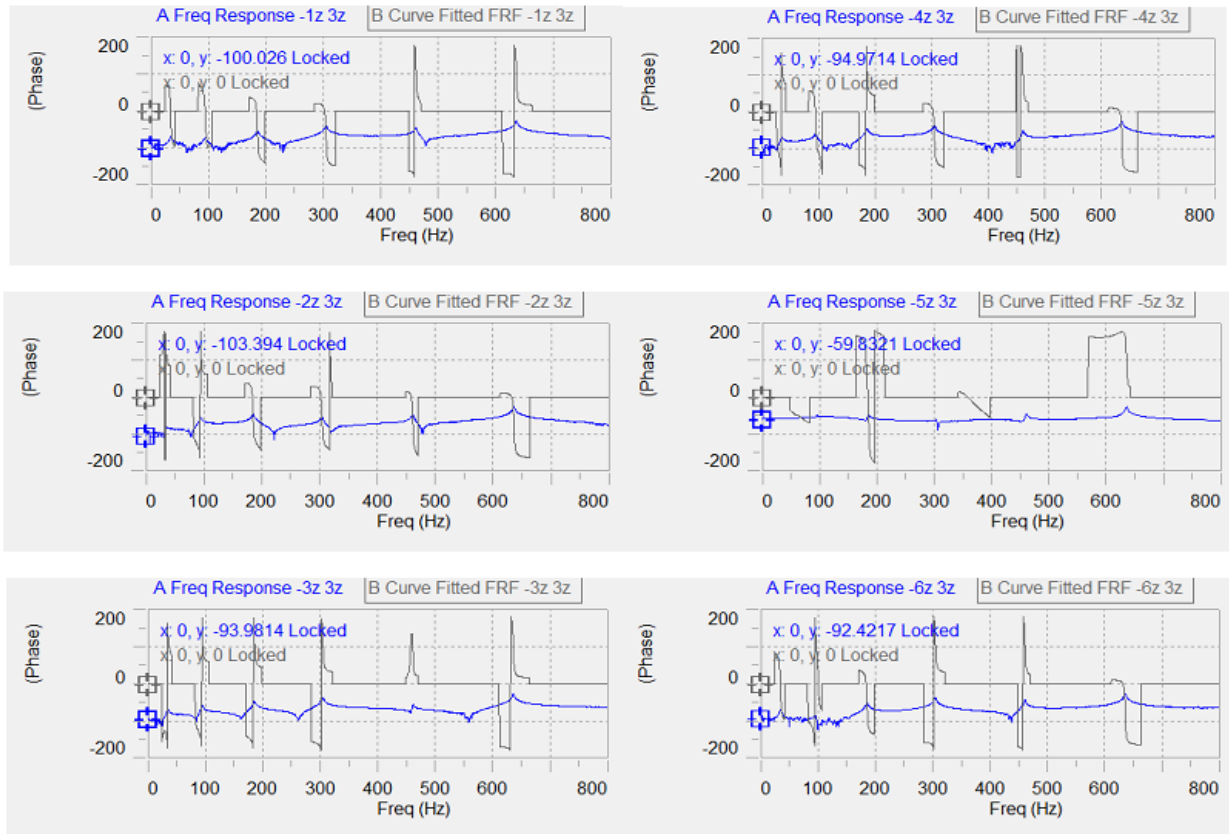 A Freq Response -1z 3z B Curve Fitted FRF -1z 3z
(Phase)
200
0
-200
x: 0, y: -100.026 Locked
x: 0, y: 0 Locked
0 100 200 300 400 500 600 800
Freq (Hz)
A Freq Response -4z 3z B Curve Fitted FRF -4z 3z
(Phase)
200
0
-200
x: 0, y: -94.9714 Locked
x: 0, y: 0 Locked
0 100 200 300 400 500 600 800
Freq (Hz)
A Freq Response -2z 3z B Curve Fitted FRF -2z 3z
(Phase)
200
0
-200
x: 0, y: -103.394 Locked
x: 0, y: 0 Locked
0 100 200 300 400 500 600 800
Freq (Hz)
A Freq Response -5z 3z B Curve Fitted FRF -5z 3z
(Phase)
200
0
-200
x: 0, y: -59.8321 Locked
x: 0, y: 0 Locked
0 100 200 300 400 500 600 800
Freq (Hz)
A Freq Response -3z 3z B Curve Fitted FRF -3z 3z
(Phase)
200
0
-200
x: 0, y: -93.9814 Locked
x: 0, y: 0 Locked
0 100 200 300 400 500 600 800
Freq (Hz)
A Freq Response -6z 3z B Curve Fitted FRF -6z 3z
(Phase)
200
0
-200
x: 0, y: -92.4217 Locked
x: 0, y: 0 Locked
0 100 200 300 400 500 600 800
Freq (Hz)